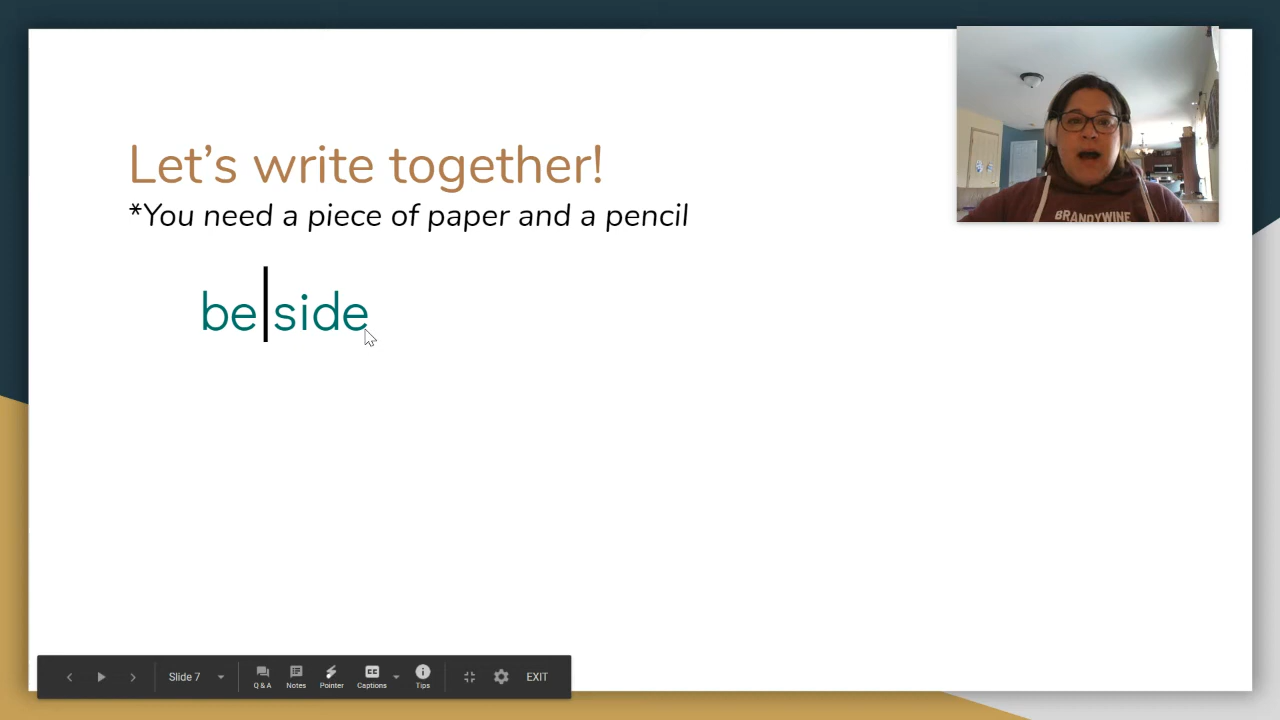 Let's write together!
*You need a piece of paper and a pencil
be|side
BRANDYWINE
Slide 7
Q & A
Notes
Pointer
CC
Captions
Tips
EXIT